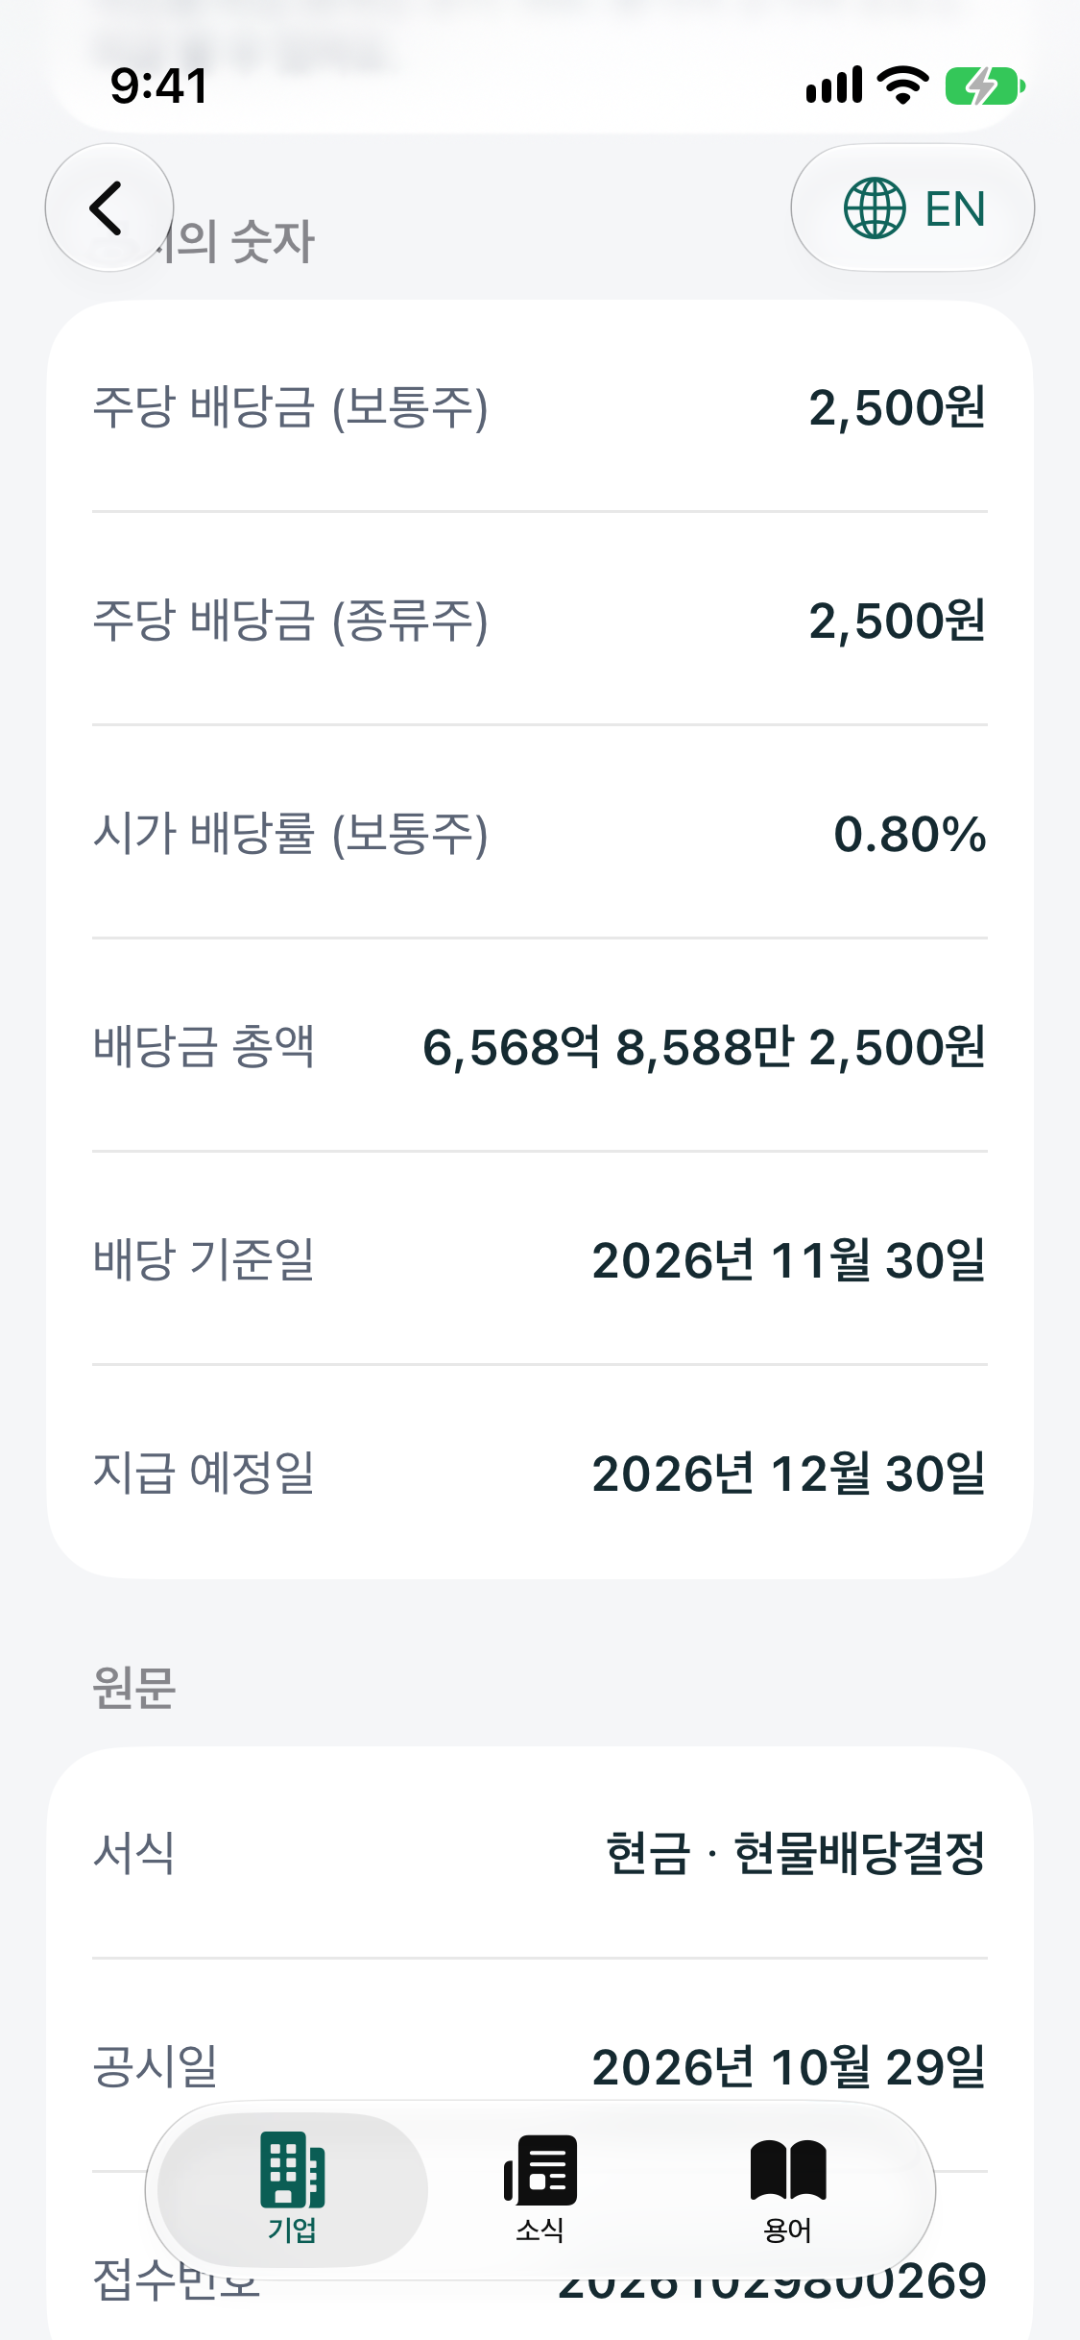 9:41
의 숫자
EN
주당 배당금 (보통주) 2,500원
주당 배당금 (종류주) 2,500원
시가 배당률 (보통주) 0.80%
배당금 총액 6,568억 8,588만 2,500원
배당 기준일 2026년 11월 30일
지급 예정일 2026년 12월 30일
원문
서식 현금ㆍ현물배당결정
공시일 2026년 10월 29일
기업 소식 용어
접수번호 20261029800269